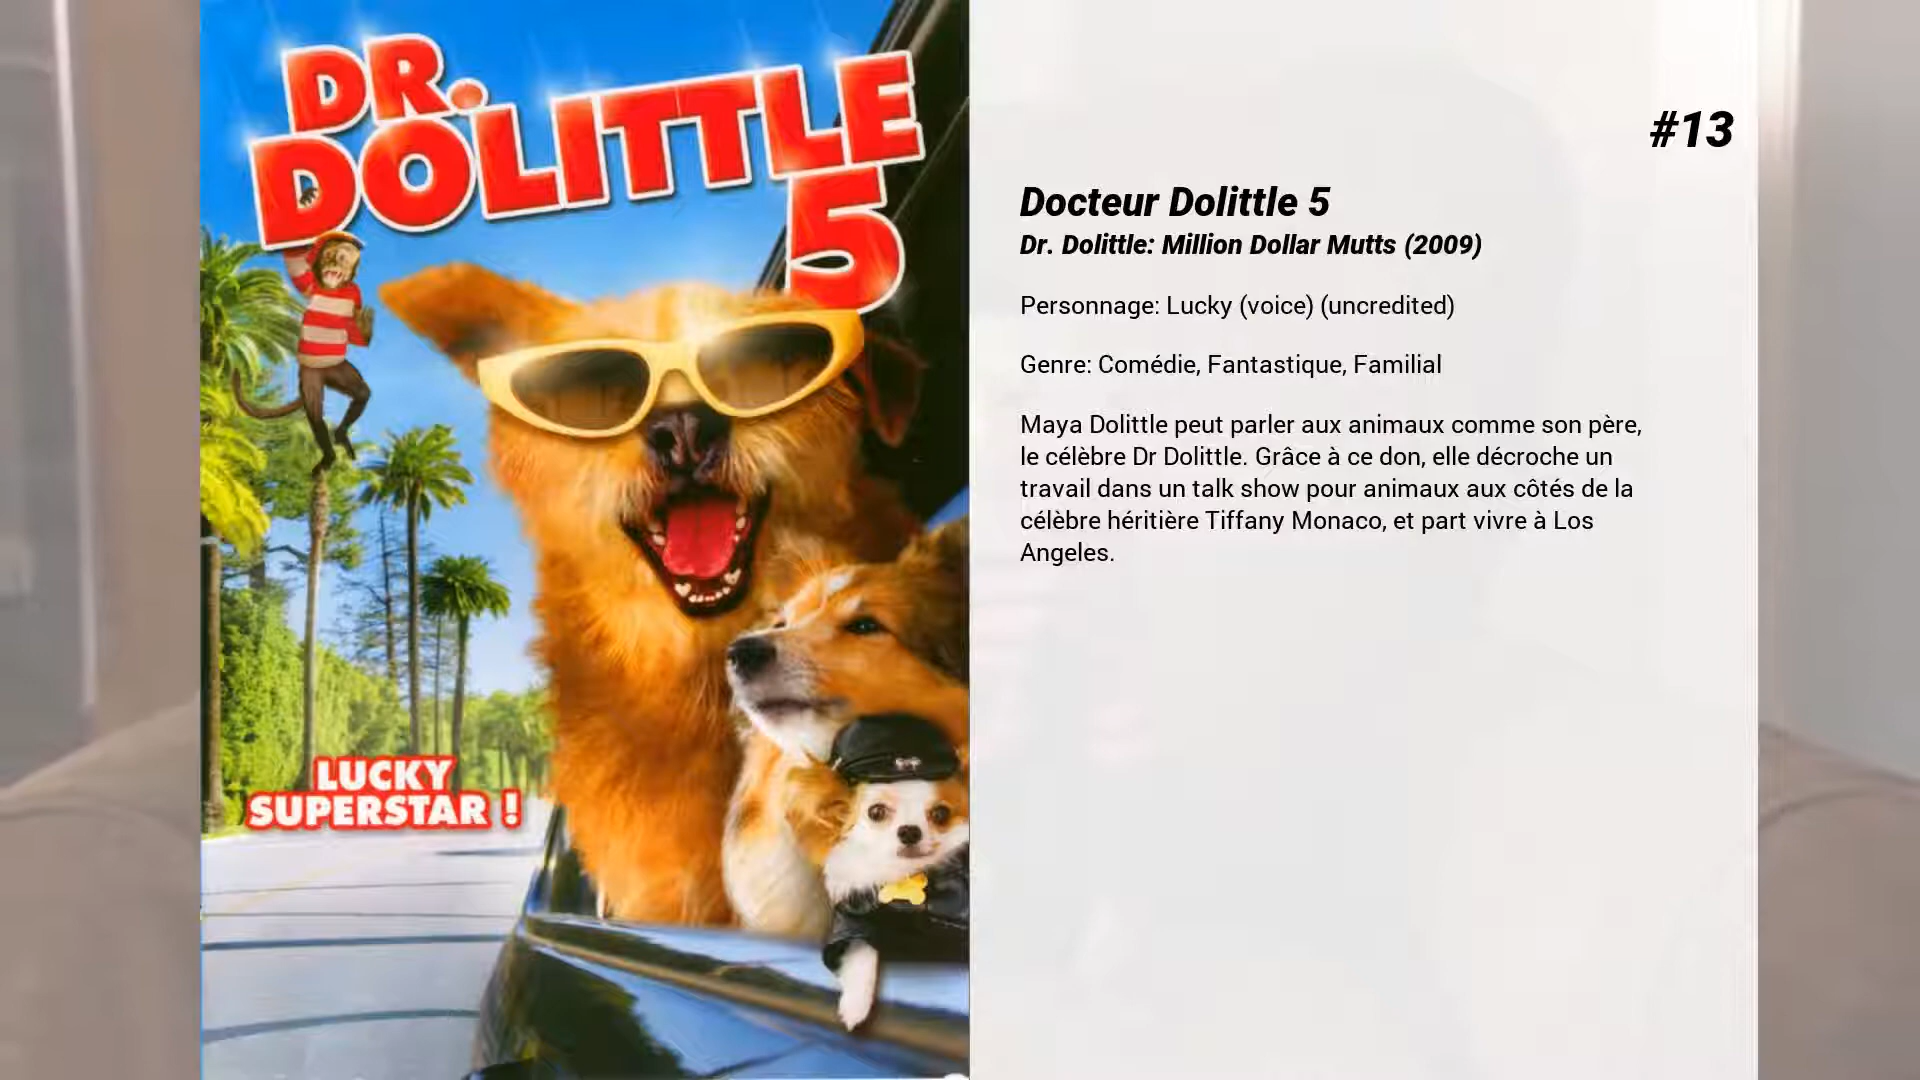 DR.
DOLITTLE
5
LUCKY
SUPERSTAR !
#13
Docteur Dolittle 5
Dr. Dolittle: Million Dollar Mutts (2009)
Personnage: Lucky (voice) (uncredited)
Genre: Comédie, Fantastique, Familial
Maya Dolittle peut parler aux animaux comme son père,
le célèbre Dr Dolittle. Grâce à ce don, elle décroche un
travail dans un talk show pour animaux aux côtés de la
célèbre héritière Tiffany Monaco, et part vivre à Los
Angeles.